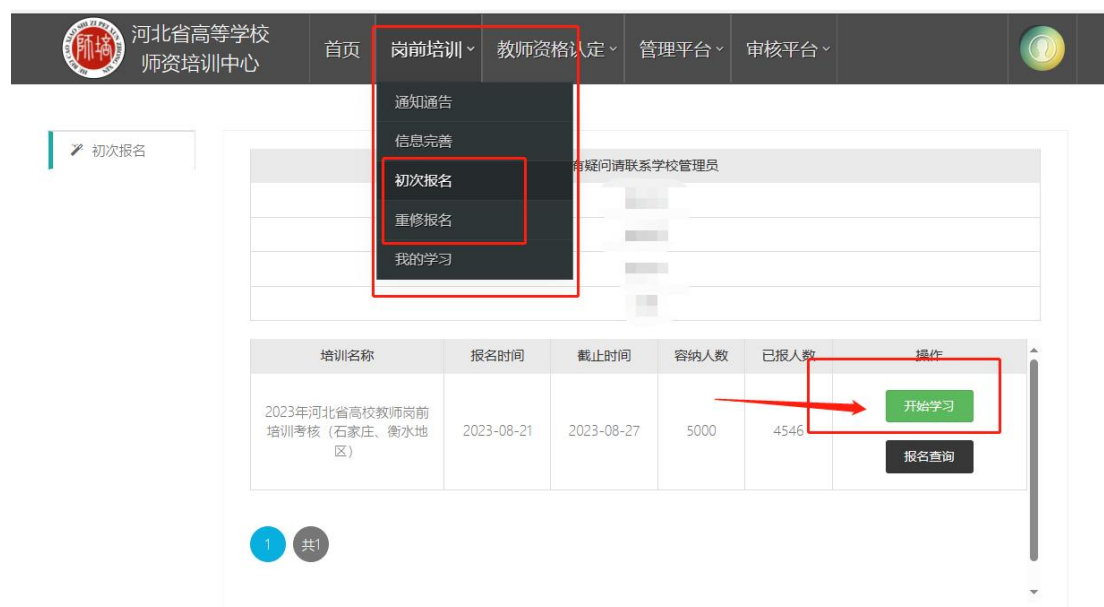 河北省高等学校
师资培训中心
首页 岗前培训 教师资格认定 管理平台 审核平台
通知通告
信息完善
初次报名
重修报名
我的学习
初次报名
有疑问请联系学校管理员
培训名称 报名时间 截止时间 容纳人数 已报人数 操作
2023年河北省高校教师岗前
培训考核（石家庄、衡水地
区）
2023-08-21 2023-08-27 5000 4546
开始学习
报名查询
1 共1